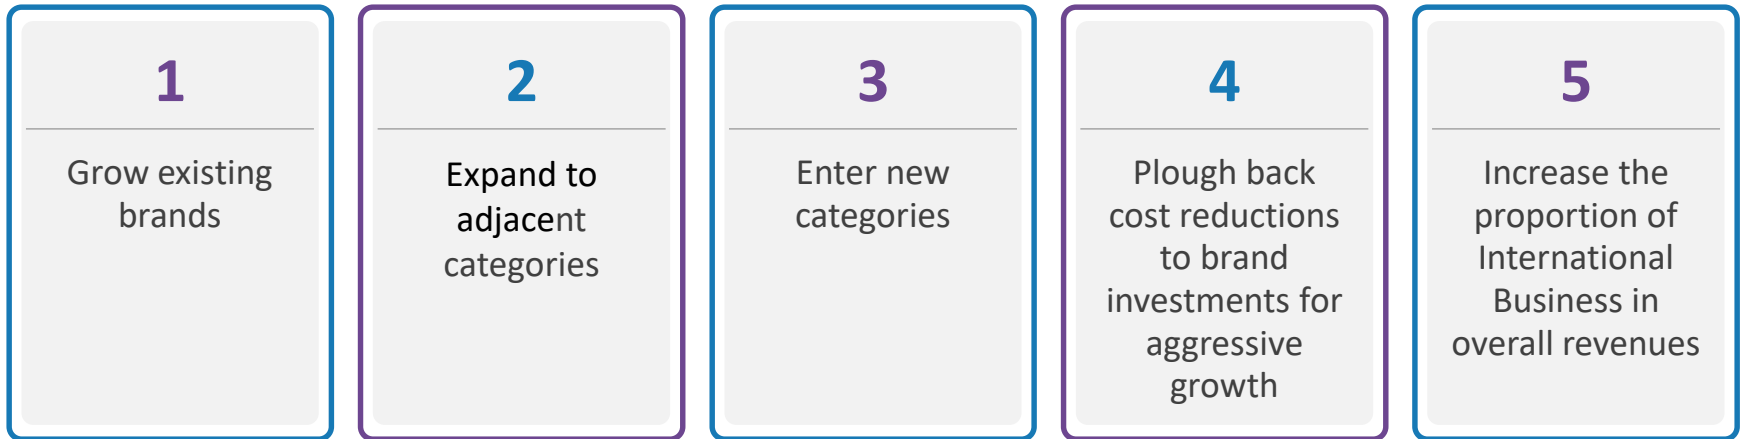 1
Grow existing
brands
2
Expand to
adjacent
categories
3
Enter new
categories
4
Plough back
cost reductions
to brand
investments for
aggressive
growth
5
Increase the
proportion of
International
Business in
overall revenues